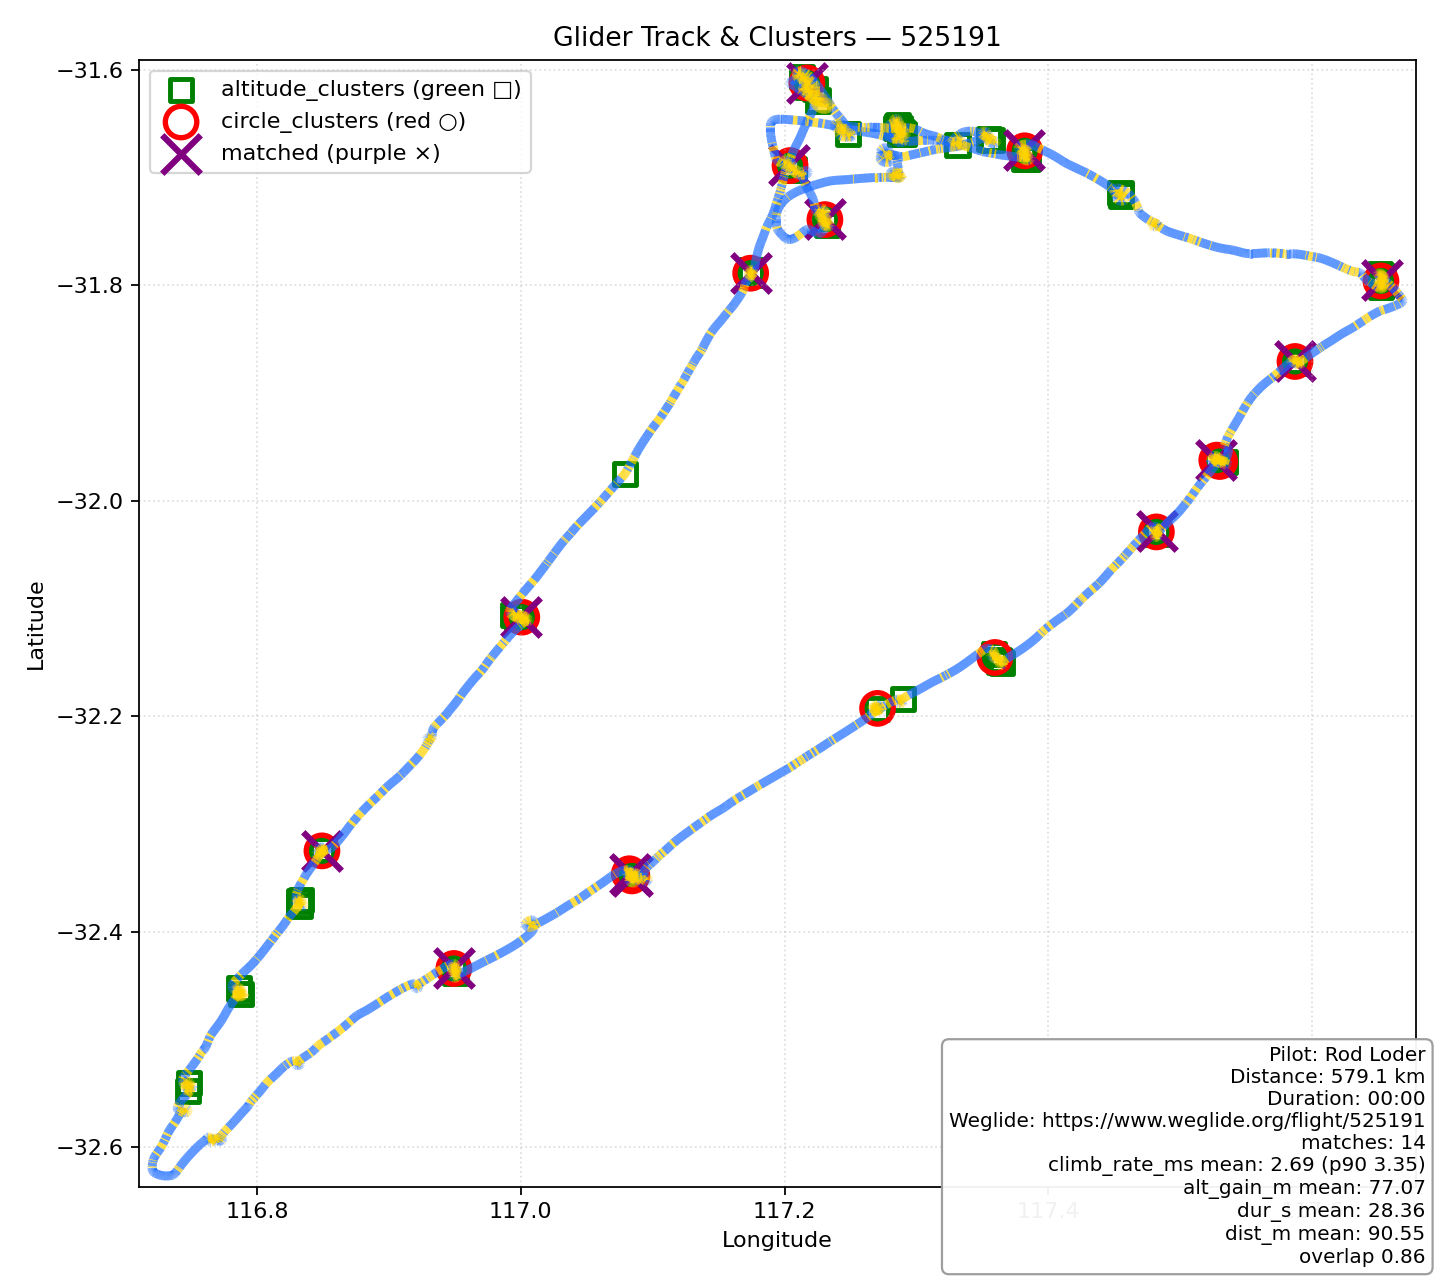 Glider Track & Clusters — 525191
altitude_clusters (green □)
circle_clusters (red ○)
matched (purple ×)
−31.6
−31.8
−32.0
−32.2
−32.4
−32.6
Latitude
116.8
117.0
117.2
117.4
Longitude
Pilot: Rod Loder
Distance: 579.1 km
Duration: 00:00
Weglide: https://www.weglide.org/flight/525191
matches: 14
climb_rate_ms mean: 2.69 (p90 3.35)
alt_gain_m mean: 77.07
dur_s mean: 28.36
dist_m mean: 90.55
overlap 0.86